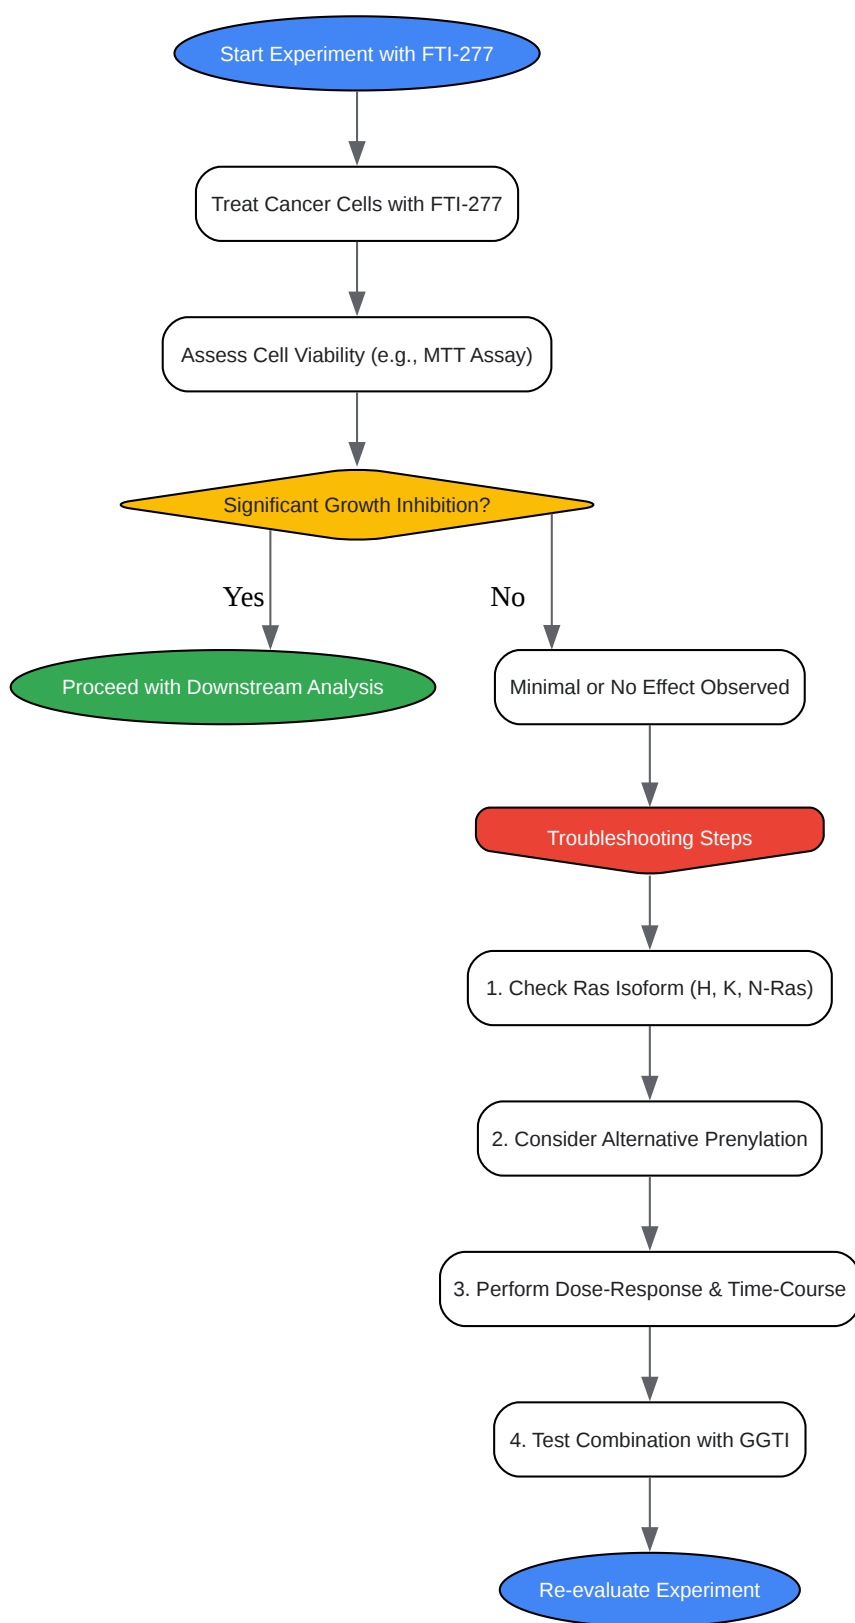 Start Experiment with FTI-277
Treat Cancer Cells with FTI-277
Assess Cell Viability (e.g., MTT Assay)
Significant Growth Inhibition?
Yes
No
Proceed with Downstream Analysis
Minimal or No Effect Observed
Troubleshooting Steps
1. Check Ras Isoform (H, K, N-Ras)
2. Consider Alternative Prenylation
3. Perform Dose-Response & Time-Course
4. Test Combination with GGTI
Re-evaluate Experiment